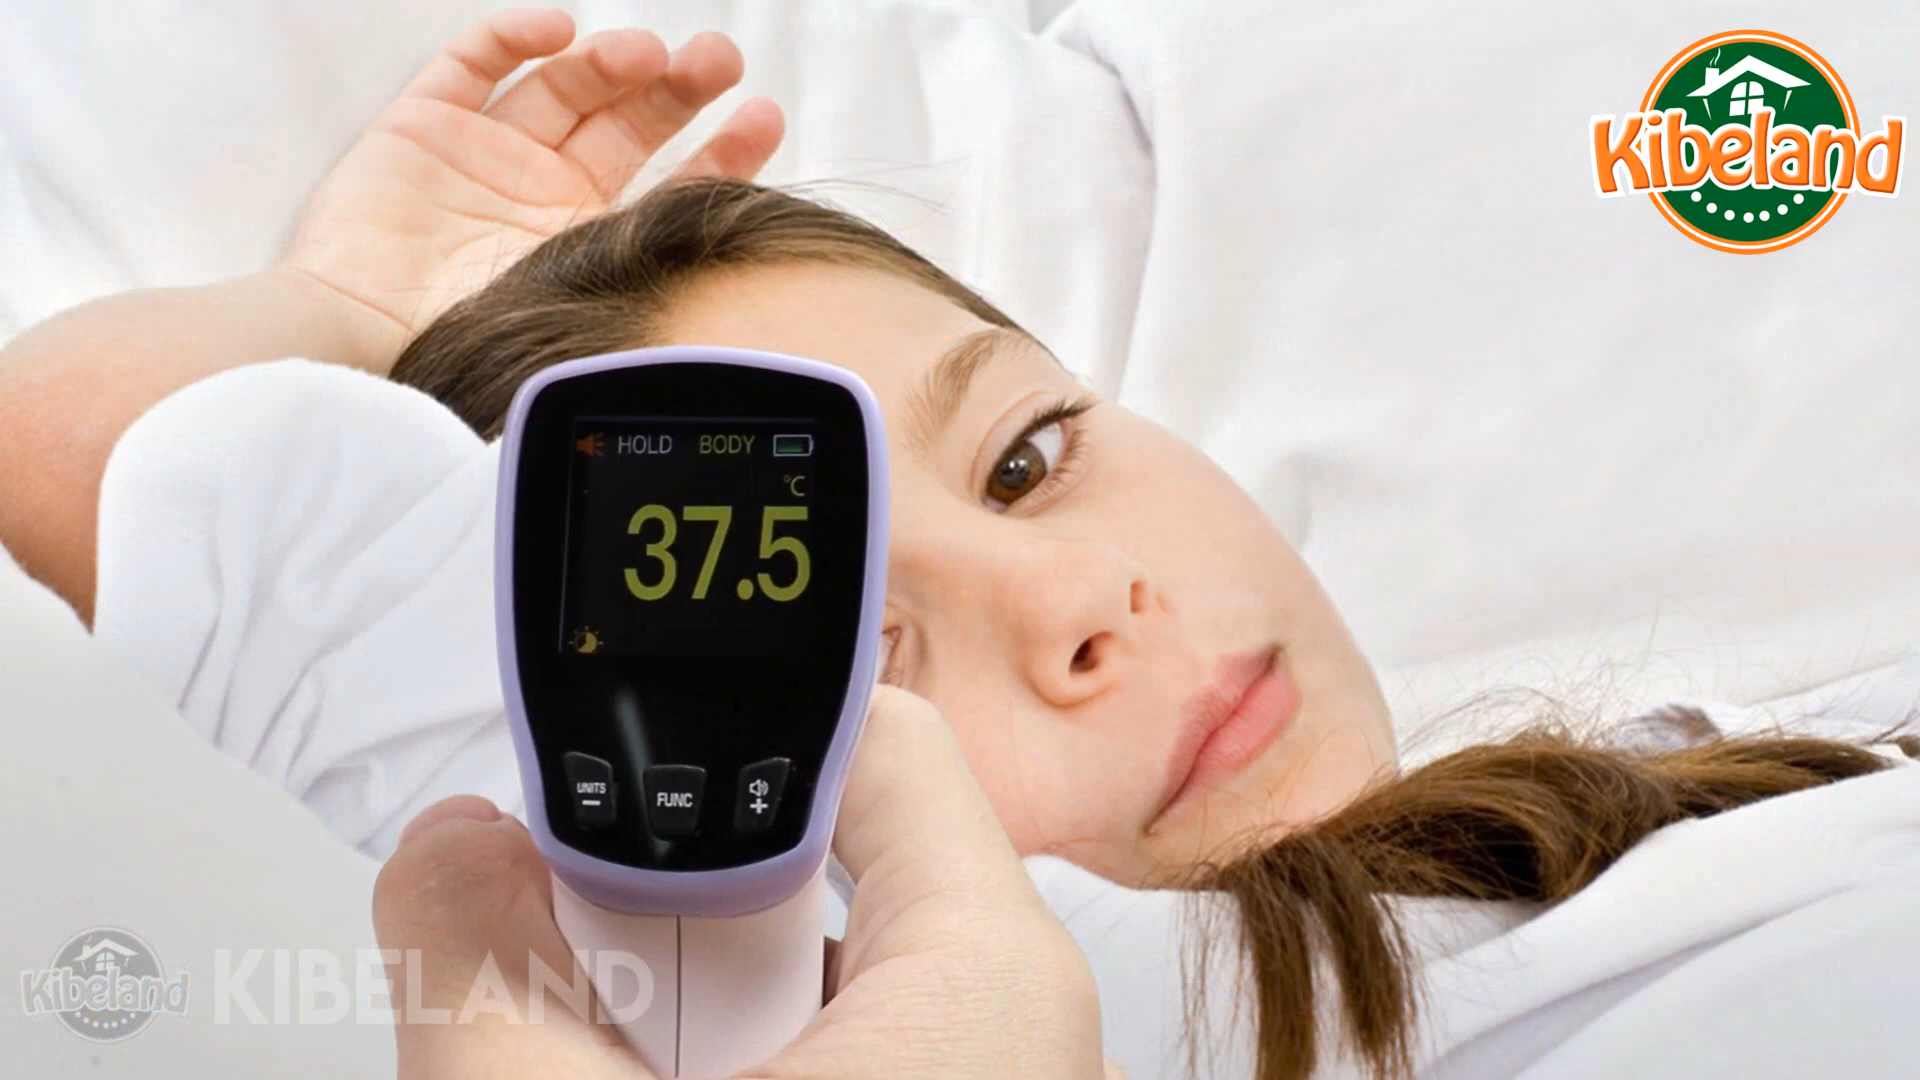 Kibeland
HOLD BODY
°C
37.5
UNITS
FUNC
Kibeland KIBELAND